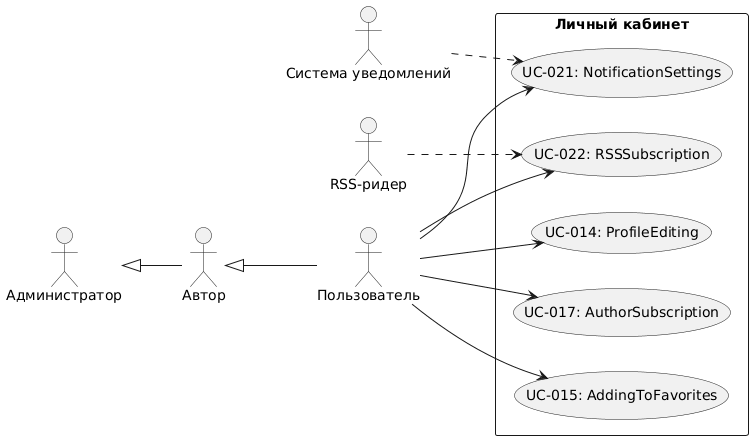 Личный кабинет
Система уведомлений
UC-021: NotificationSettings
RSS-ридер
UC-022: RSSSubscription
Администратор
Автор
Пользователь
UC-014: ProfileEditing
UC-017: AuthorSubscription
UC-015: AddingToFavorites